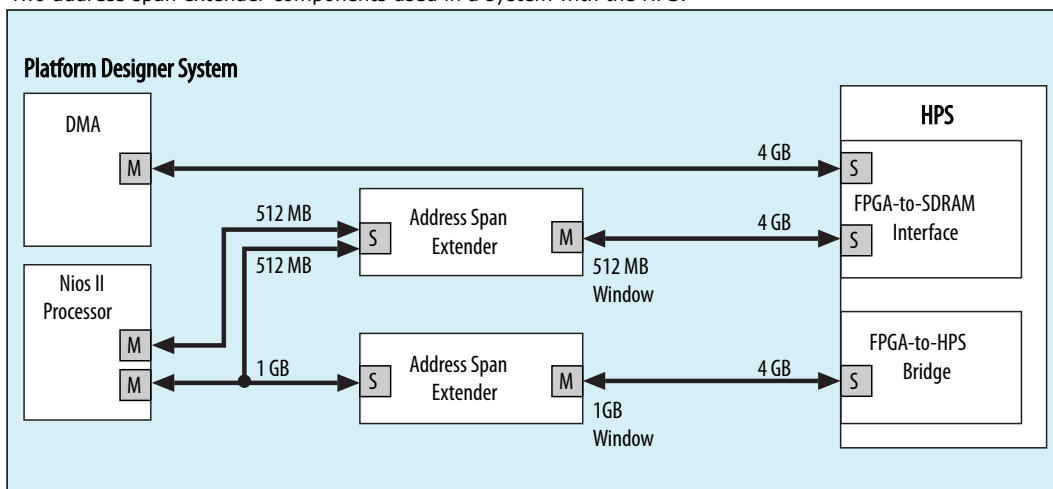 Two address span extender components used in a system with the HPS.
Platform Designer System
DMA
M
4 GB
HPS
S
FPGA-to-SDRAM
Interface
512 MB
512 MB
S
Address Span
Extender
M
512 MB
Window
4 GB
S
Nios II
Processor
M
M
1 GB
S
Address Span
Extender
M
1GB
Window
4 GB
S
FPGA-to-HPS
Bridge